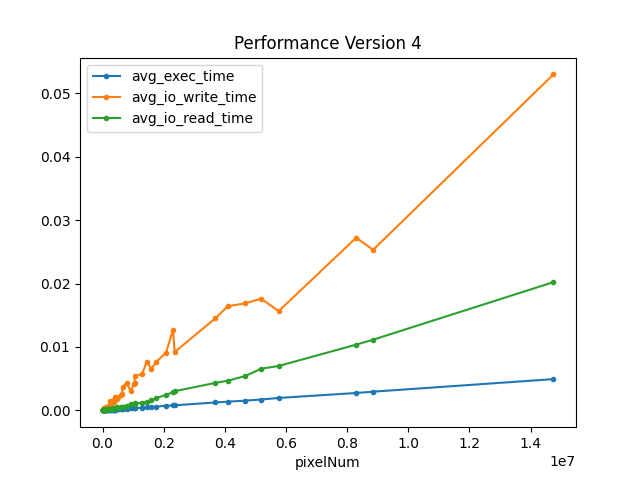 Performance Version 4
avg_exec_time
avg_io_write_time
avg_io_read_time
0.05
0.04
0.03
0.02
0.01
0.00
0.0 0.2 0.4 0.6 0.8 1.0 1.2 1.4
pixelNum
1e7